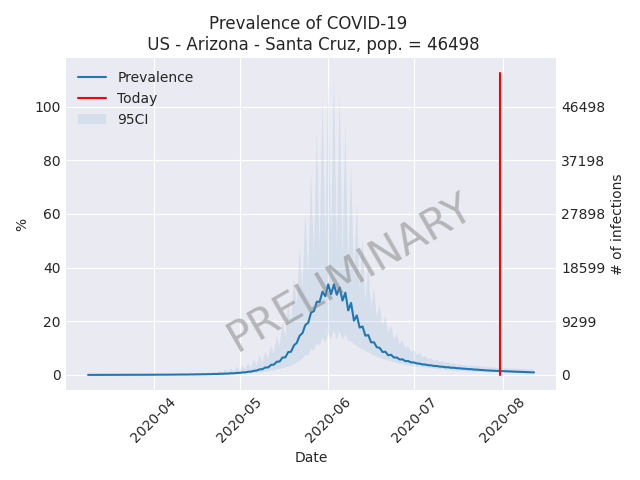 Prevalence of COVID-19
US - Arizona - Santa Cruz, pop. = 46498
Prevalence
Today
95CI
100
80
60
40
20
0
%
46498
37198
27898
18599
9299
0
# of infections
PRELIMINARY
2020-04
2020-05
2020-06
2020-07
2020-08
Date